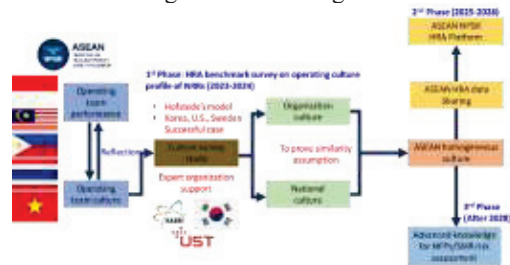 2nd Phase (2025-2028)
ASEAN NPSR
HRA Platform
ASEAN
1st Phase: HRA benchmark survey on operating culture
profile of NRRs (2023-2024)
• Hofstede's model
• Korea, U.S., Sweden
Successful case
Operating
team performance
Organization
culture
ASEAN HRA data
Sharing
Reflection
Culture survey
study
To prove similarity
assumption
ASEAN homogeneous
culture
Operating
team culture
Expert organization
support
National
culture
3rd Phase
(After 2028)
KAERI
UST
Advanced knowledge
for NPPs/SMR risk
assessment